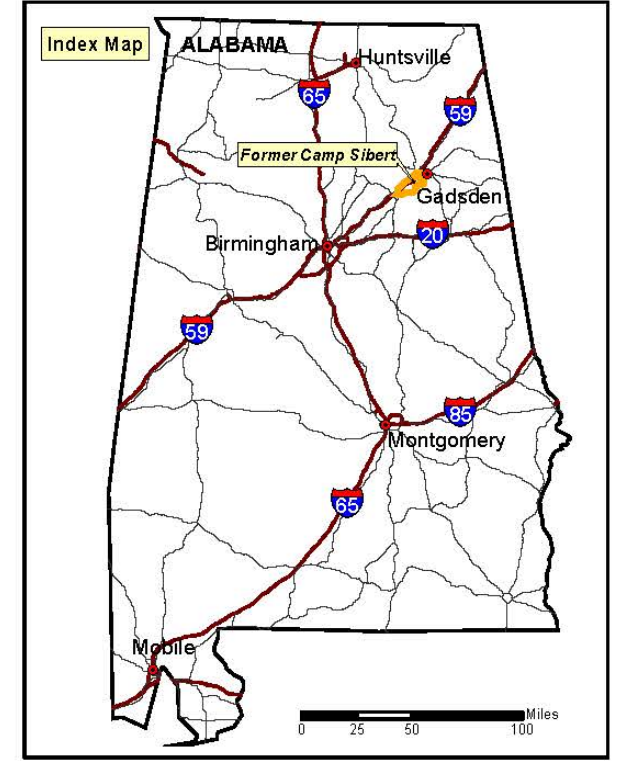 Index Map
ALABAMA
Huntsville
65
59
Former Camp Sibert
Gadsden
20
Birmingham
59
85
Montgomery
65
Mobile
Miles
0 25 50 100